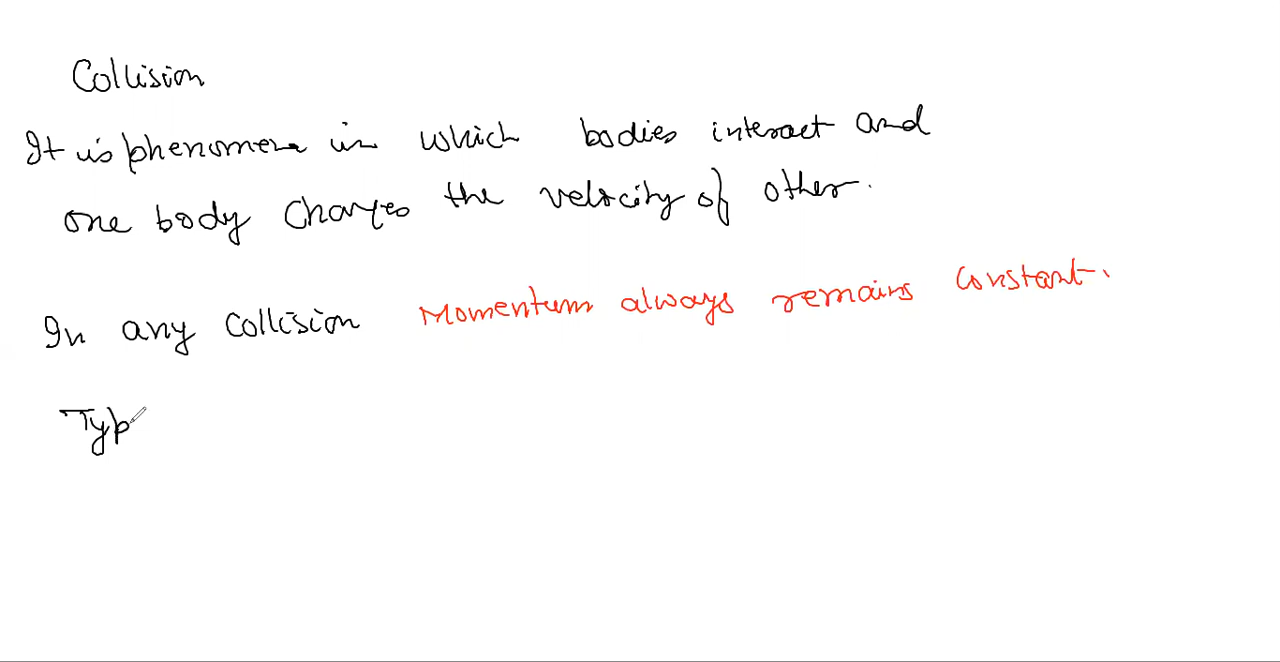 Collision
It is phenomena in which bodies interact and
one body changes the velocity of other.
In any Collision Momentum always remains Constant.
Typ